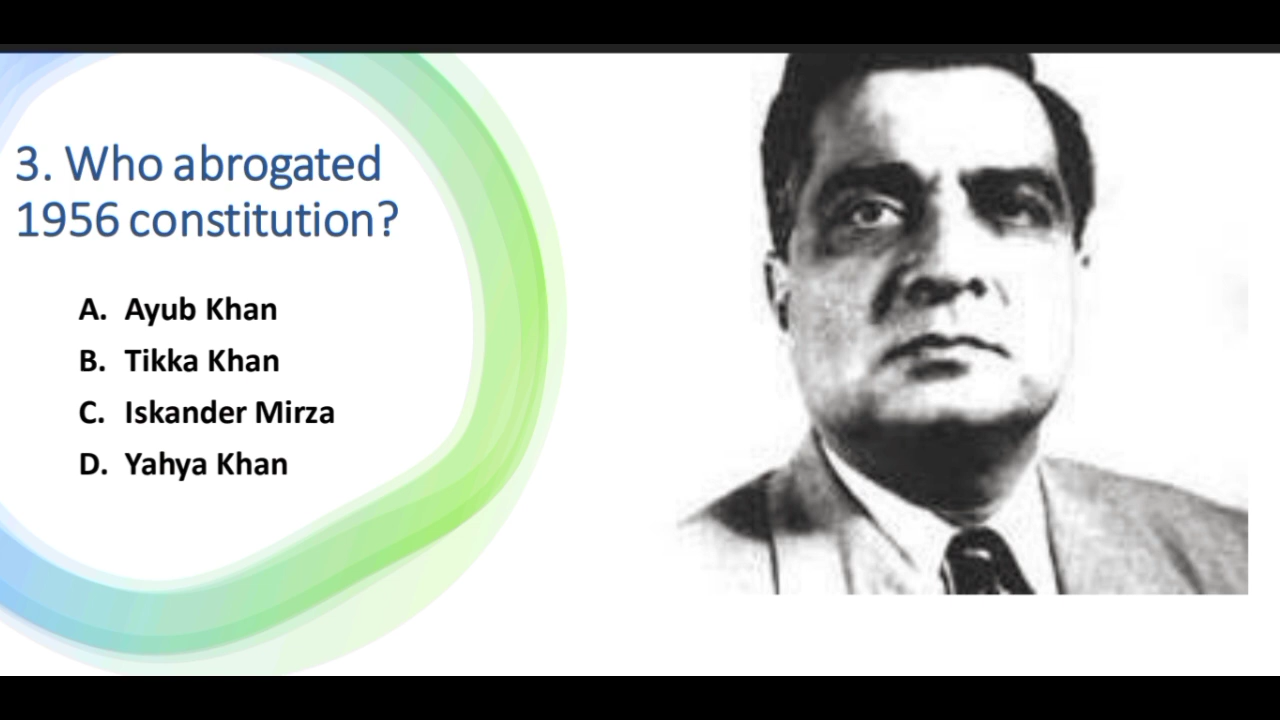 3. Who abrogated
1956 constitution?
A. Ayub Khan
B. Tikka Khan
C. Iskander Mirza
D. Yahya Khan